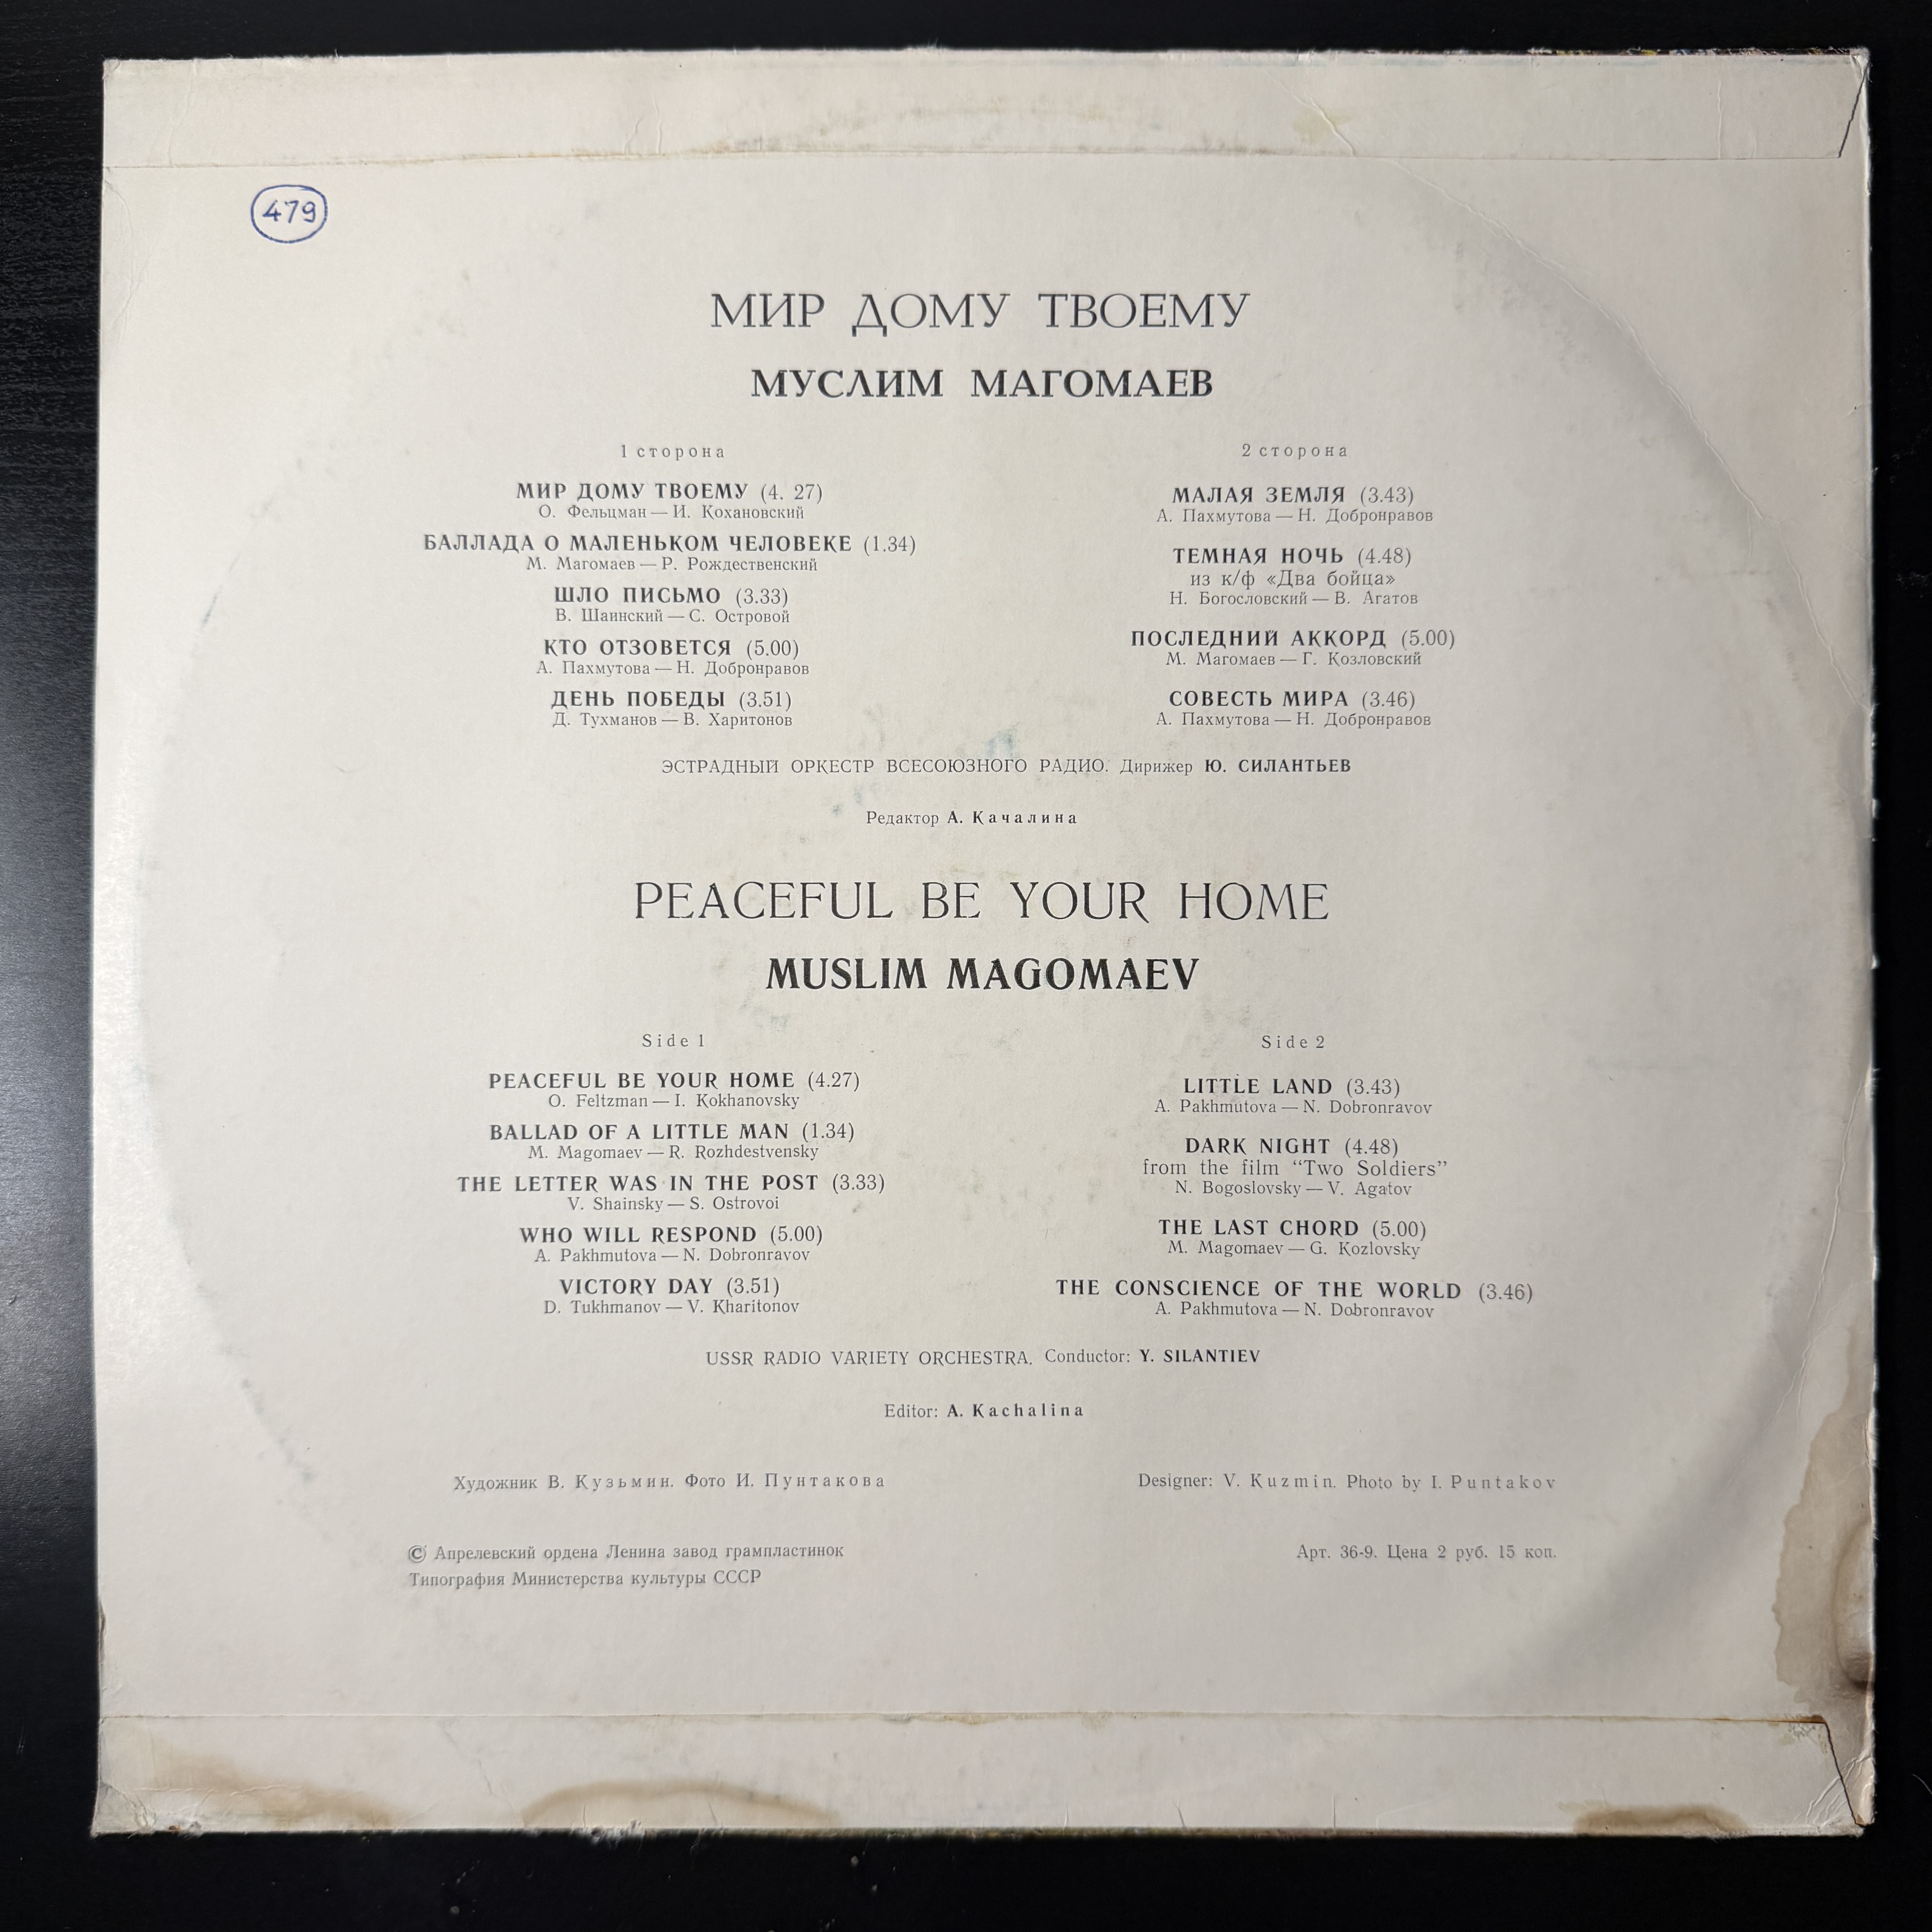 479
МИР ДОМУ ТВОЕМУ
МУСЛИМ МАГОМАЕВ
1 сторона
МИР ДОМУ ТВОЕМУ (4. 27)
О. Фельцман — И. Кохановский
БАЛЛАДА О МАЛЕНЬКОМ ЧЕЛОВЕКЕ (1.34)
М. Магомаев — Р. Рождественский
ШЛО ПИСЬМО (3.33)
В. Шаинский — С. Островой
КТО ОТЗОВЕТСЯ (5.00)
А. Пахмутова — Н. Добронравов
ДЕНЬ ПОБЕДЫ (3.51)
Д. Тухманов — В. Харитонов
2 сторона
МАЛАЯ ЗЕМЛЯ (3.43)
А. Пахмутова — Н. Добронравов
ТЕМНАЯ НОЧЬ (4.48)
из к/ф «Два бойца»
Н. Богословский — В. Агатов
ПОСЛЕДНИЙ АККОРД (5.00)
М. Магомаев — Г. Козловский
СОВЕСТЬ МИРА (3.46)
А. Пахмутова — Н. Добронравов
ЭСТРАДНЫЙ ОРКЕСТР ВСЕСОЮЗНОГО РАДИО. Дирижер Ю. СИЛАНТЬЕВ
Редактор А. Качалина
PEACEFUL BE YOUR HOME
MUSLIM MAGOMAEV
Side 1
PEACEFUL BE YOUR HOME (4.27)
O. Feltzman — I. Kokhanovsky
BALLAD OF A LITTLE MAN (1.34)
M. Magomaev — R. Rozhdestvensky
THE LETTER WAS IN THE POST (3.33)
V. Shainsky — S. Ostrovoi
WHO WILL RESPOND (5.00)
A. Pakhmutova — N. Dobronravov
VICTORY DAY (3.51)
D. Tukhmanov — V. Kharitonov
Side 2
LITTLE LAND (3.43)
A. Pakhmutova — N. Dobronravov
DARK NIGHT (4.48)
from the film “Two Soldiers”
N. Bogoslovsky — V. Agatov
THE LAST CHORD (5.00)
M. Magomaev — G. Kozlovsky
THE CONSCIENCE OF THE WORLD (3.46)
A. Pakhmutova — N. Dobronravov
USSR RADIO VARIETY ORCHESTRA. Conductor: Y. SILANTIEV
Editor: A. Kachalina
Художник В. Кузьмин. Фото И. Пунтакова
Designer: V. Kuzmin. Photo by I. Puntakov
© Апрелевский ордена Ленина завод грампластинок
Типография Министерства культуры СССР
Арт. 36-9. Цена 2 руб. 15 коп.